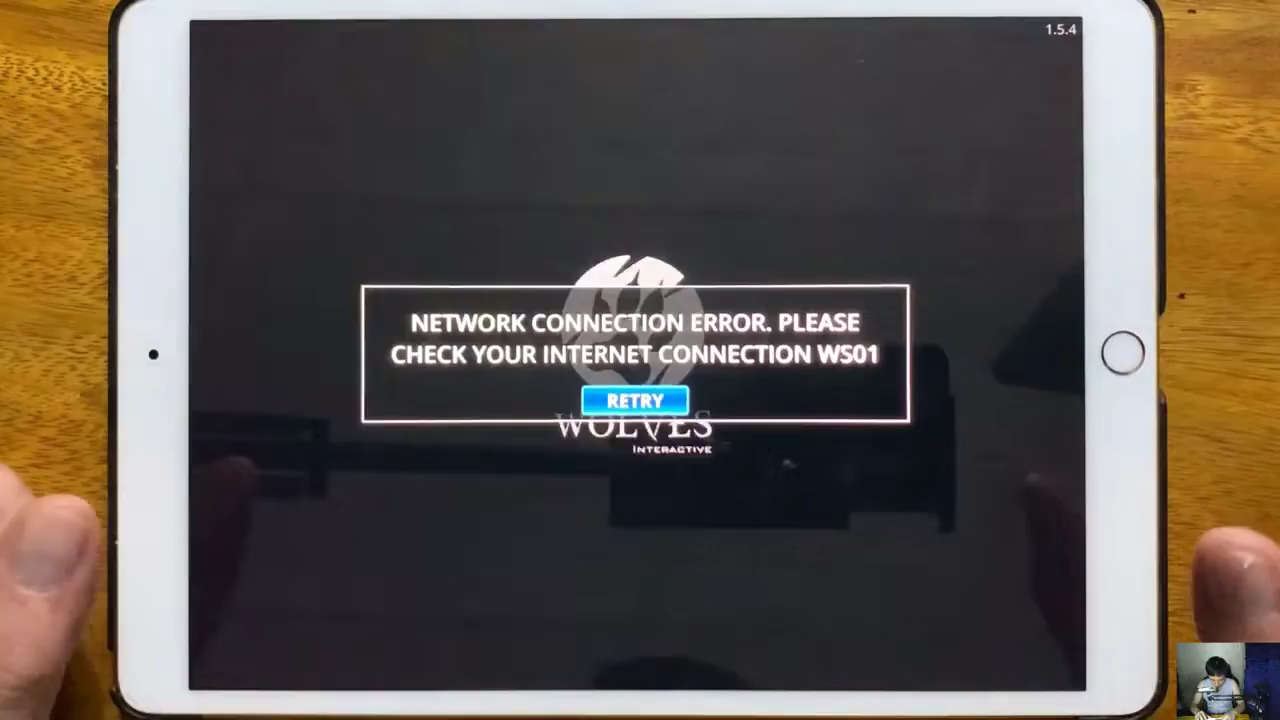 1.5.4
NETWORK CONNECTION ERROR. PLEASE
CHECK YOUR INTERNET CONNECTION WS01
RETRY
WOLVES
INTERACTIVE